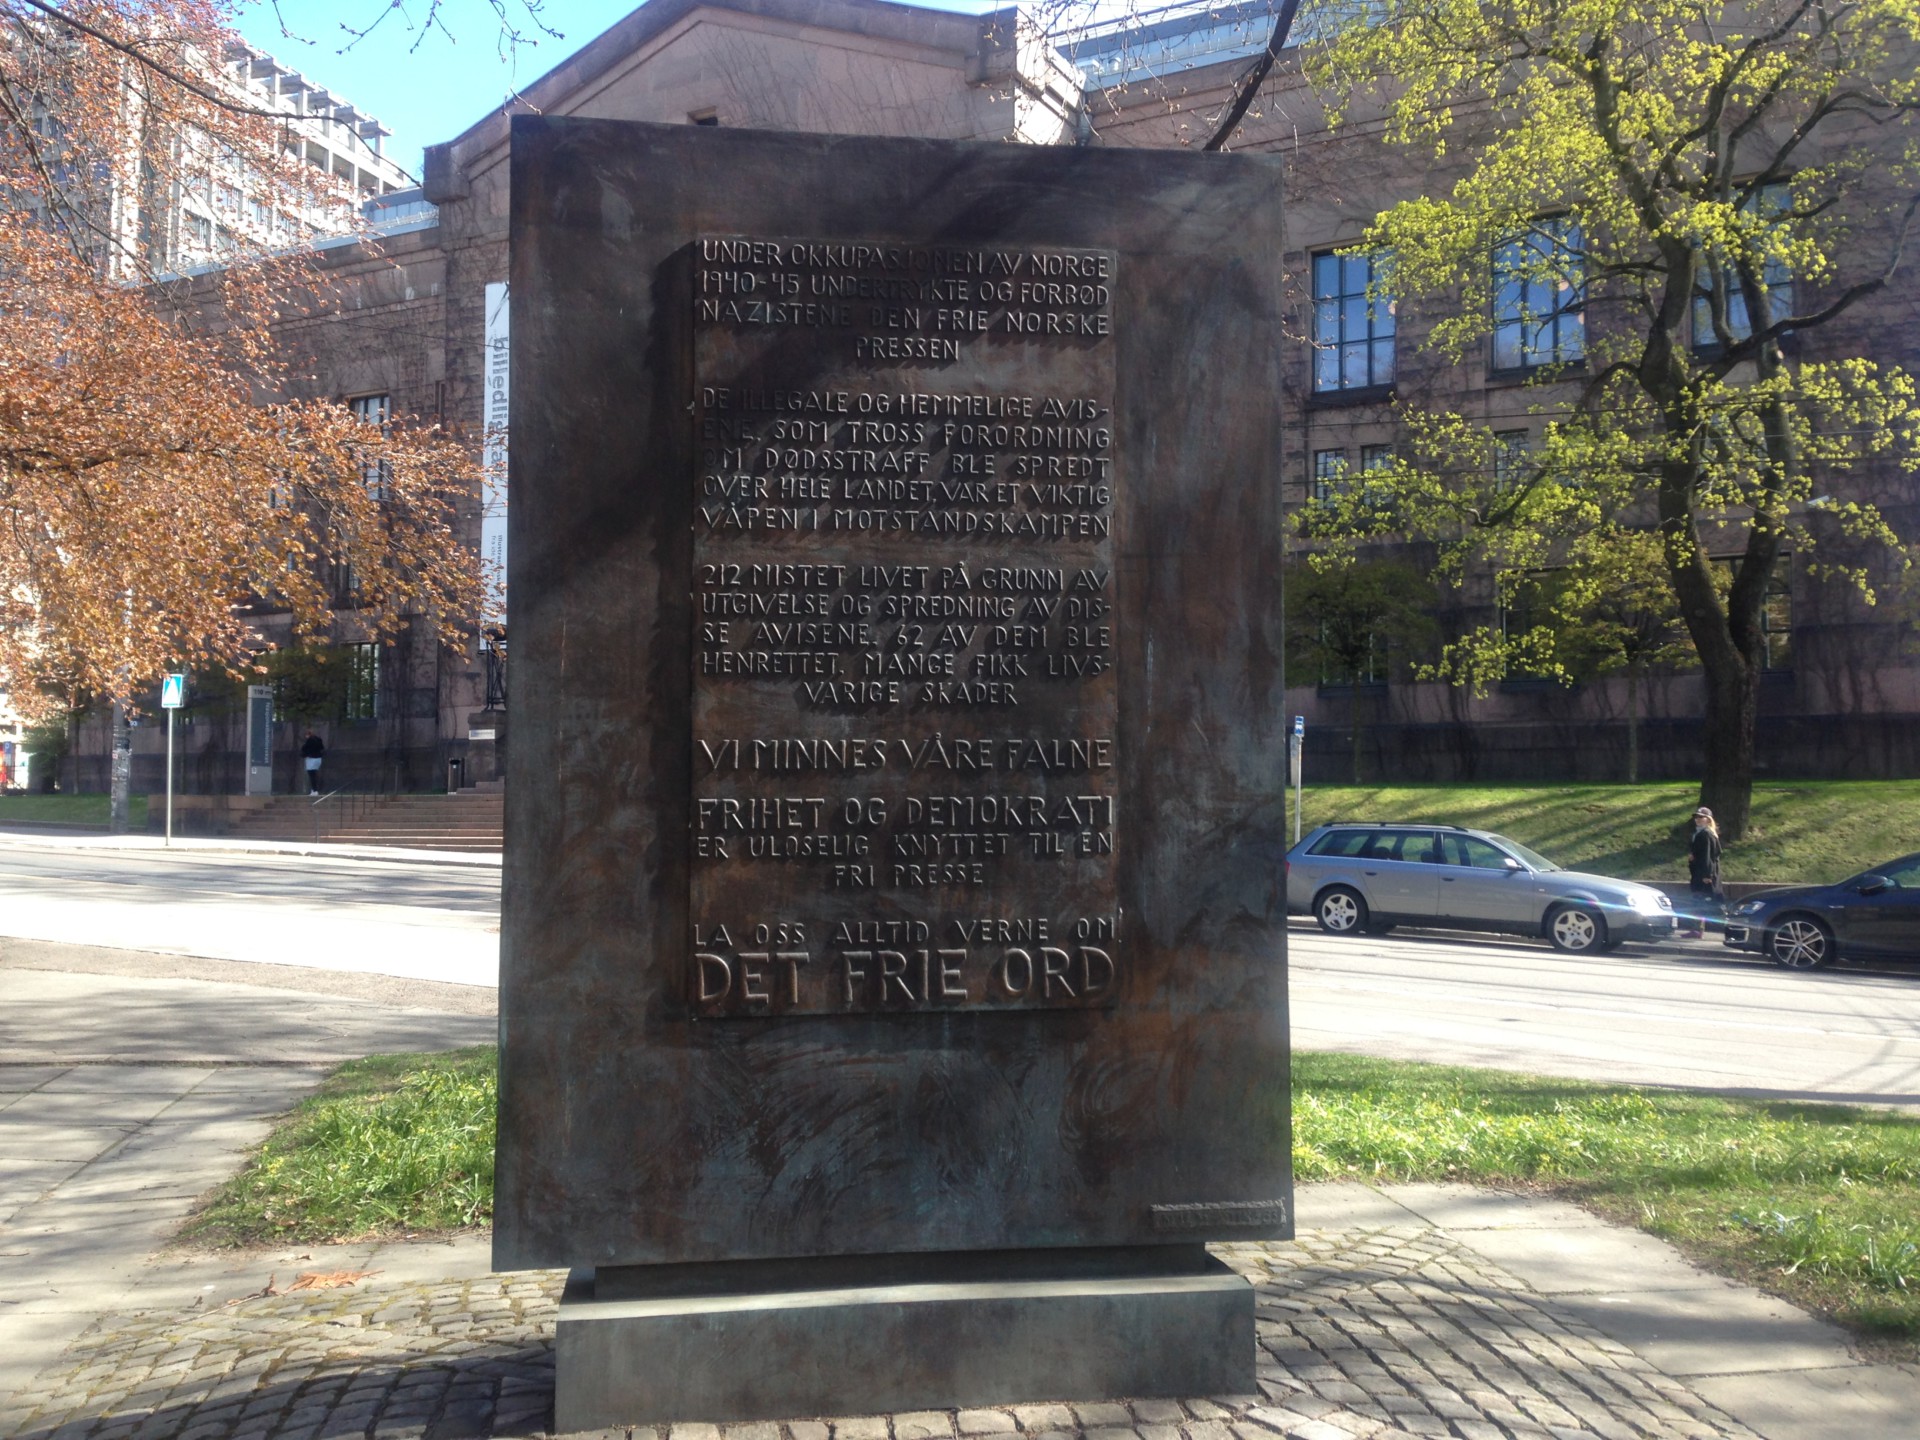 UNDER OKKUPASJONEN AV NORGE
1940-45 UNDERTRYKTE OG FORBØD
NAZISTENE DEN FRIE NORSKE
PRESSEN
DE ILLEGALE OG HEMMELIGE AVIS-
ENE, SOM TROSS FORORDNING
OM DØDSSTRAFF BLE SPREDT
OVER HELE LANDET, VAR ET VIKTIG
VÅPEN I MOTSTANDSKAMPEN
212 MISTET LIVET PÅ GRUNN AV
UTGIVELSE OG SPREDNING AV DIS-
SE AVISENE. 62 AV DEM BLE
HENRETTET. MANGE FIKK LIVS-
VARIGE SKADER
VI MINNES VÅRE FALNE
FRIHET OG DEMOKRATI
ER ULØSELIG KNYTTET TIL EN
FRI PRESSE
LA OSS ALLTID VERNE OM
DET FRIE ORD